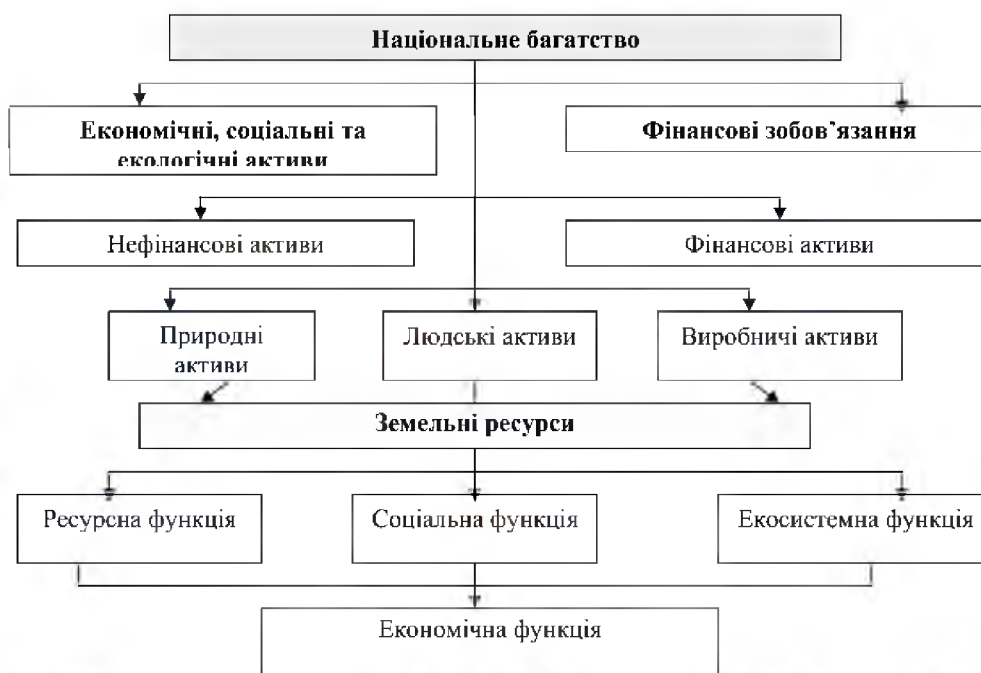 Національне багатство
Економічні, соціальні та
екологічні активи
Фінансові зобов’язання
Нефінансові активи
Фінансові активи
Природні
активи
Людські активи
Виробничі активи
Земельні ресурси
Ресурсна функція
Соціальна функція
Екосистемна функція
Економічна функція